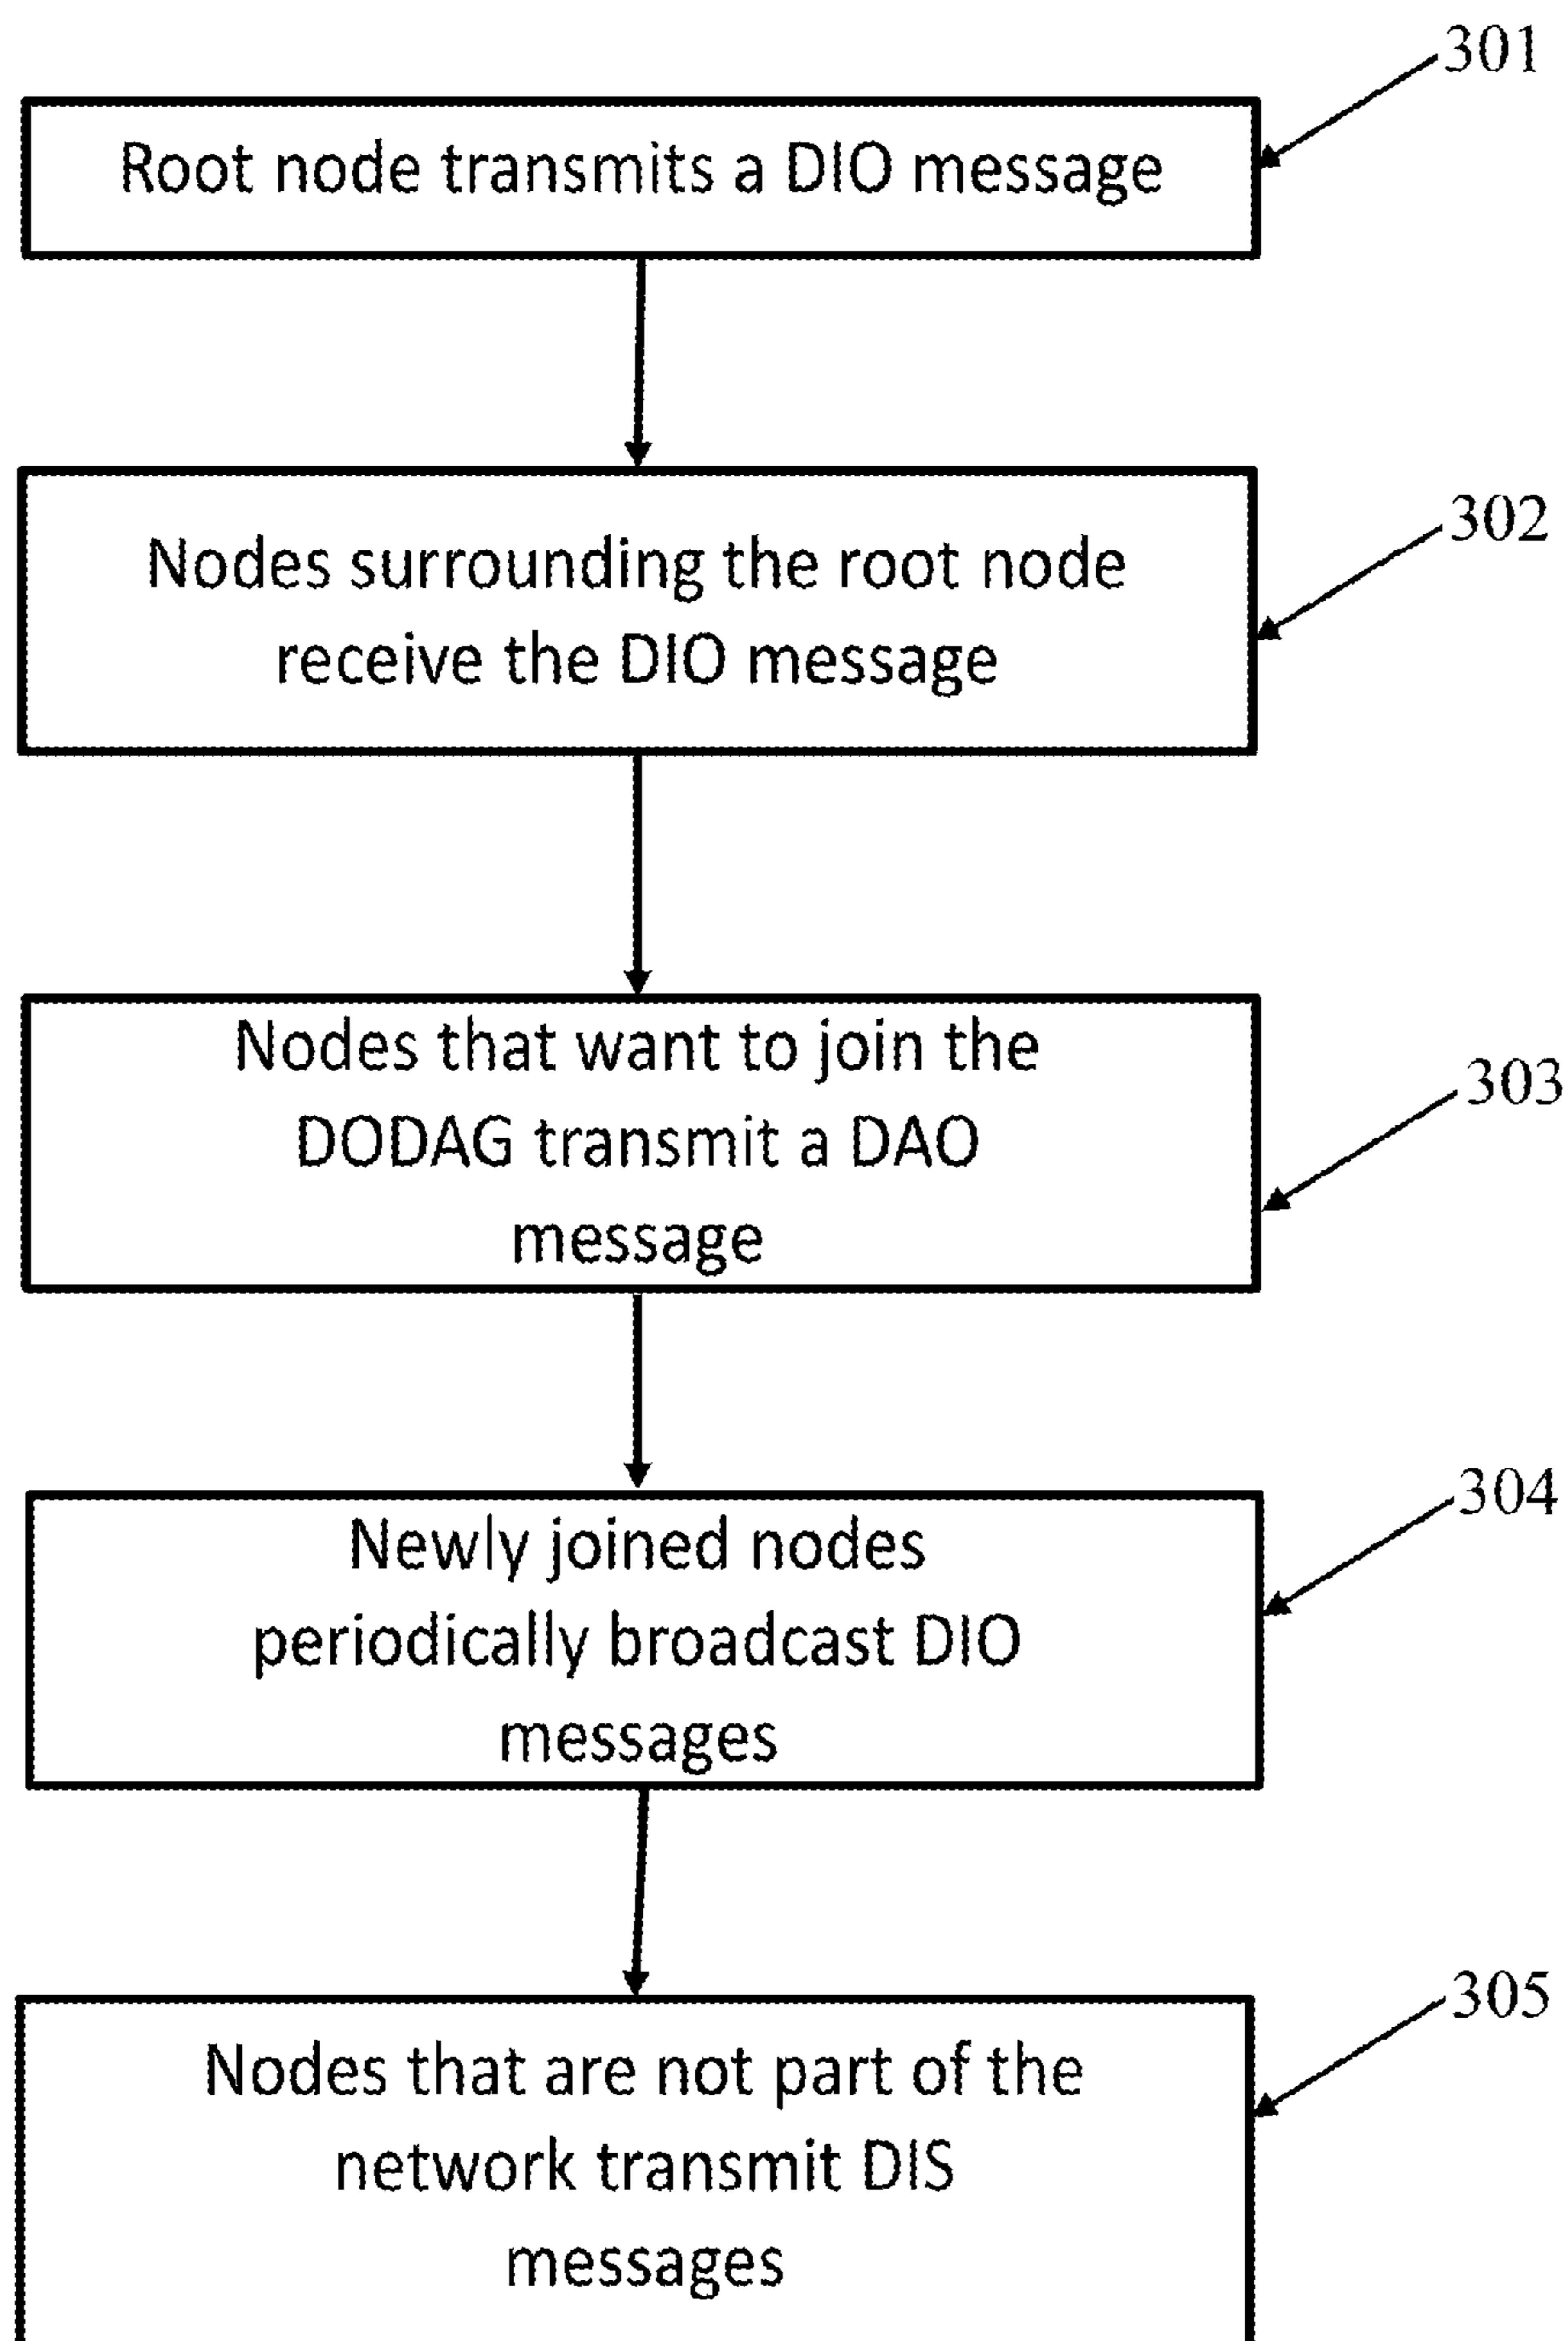 301
Root node transmits a DIO message
302
Nodes surrounding the root node
receive the DIO message
Nodes that want to join the
303
DODAG transmit a DAO
message
304
Newly joined nodes
periodically broadcast DIO
messages
305
Nodes that are not part of the
network transmit DIS
messages